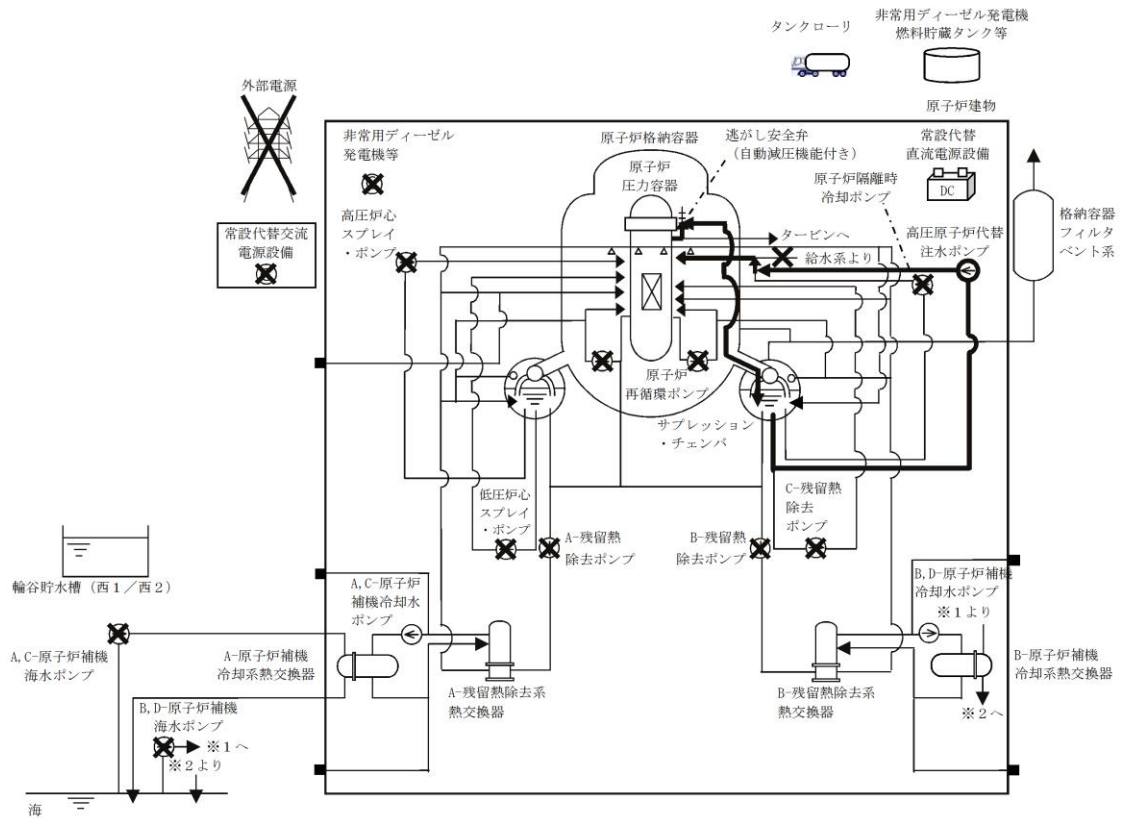 タンクローリ
非常用ディーゼル発電機
燃料貯蔵タンク等
外部電源
原子炉建物
非常用ディーゼル
発電機等
原子炉格納容器
原子炉
圧力容器
逃がし安全弁
(自動減圧機能付き)
常設代替
直流電源設備
DC
原子炉隔離時
冷却ポンプ
高圧炉心
スプレイ
・ポンプ
常設代替交流
電源設備
タービンへ
給水系より
高圧原子炉代替
注水ポンプ
格納容器
フィルタ
ベント系
原子炉
再循環ポンプ
サプレッション
・チェンバ
低圧炉心
スプレイ
・ポンプ
A-残留熱
除去ポンプ
B-残留熱
除去ポンプ
C-残留熱
除去
ポンプ
輪谷貯水槽(西1/西2)
A,C-原子炉
補機冷却水
ポンプ
B,D-原子炉補機
冷却水ポンプ
※1より
A,C-原子炉補機
海水ポンプ
A-原子炉補機
冷却系熱交換器
A-残留熱除去系
熱交換器
B-残留熱除去系
熱交換器
B-原子炉補機
冷却系熱交換器
※2へ
B,D-原子炉補機
海水ポンプ
※1へ
※2より
海